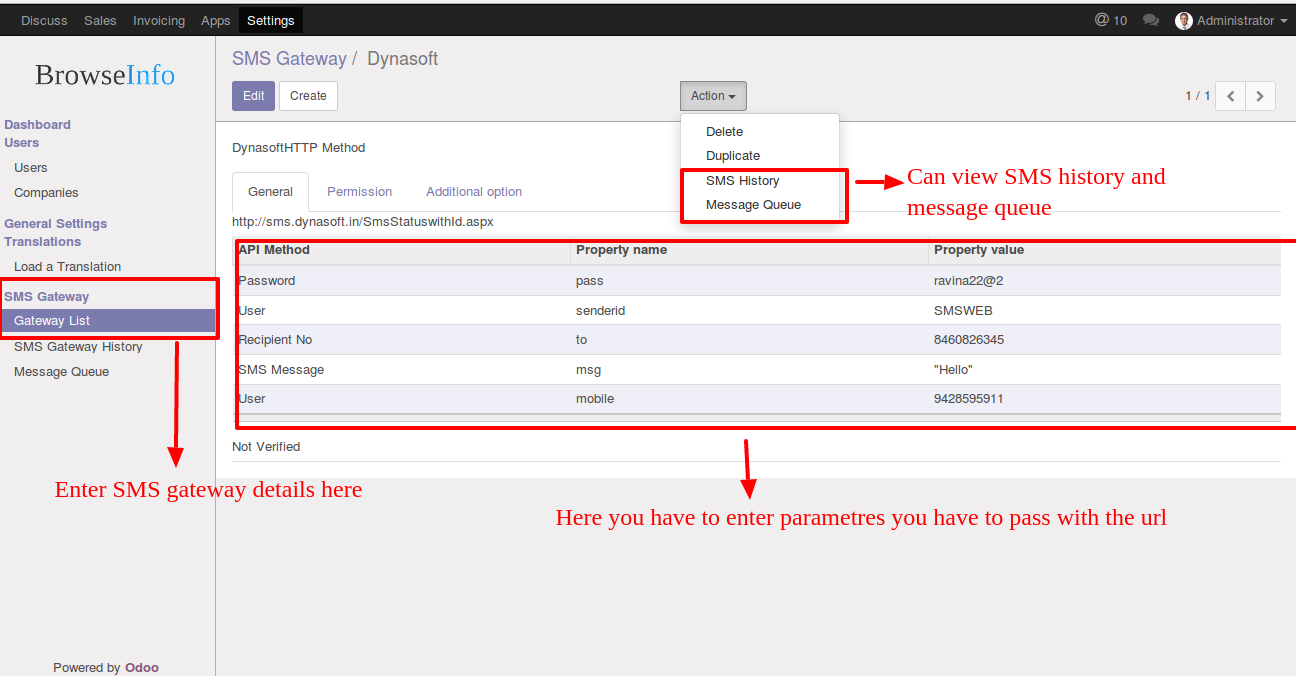 Discuss Sales Invoicing Apps Settings @ 10 Administrator
BrowseInfo
Dashboard
Users
Users
Companies
General Settings
Translations
Load a Translation
SMS Gateway
Gateway List
SMS Gateway History
Message Queue
Powered by Odoo
SMS Gateway / Dynasoft
Edit Create Action 1 / 1
Delete
Duplicate
SMS History
Message Queue
Can view SMS history and
message queue
DynasoftHTTP Method
General Permission Additional option
http://sms.dynasoft.in/SmsStatuswithId.aspx
API Method Property name Property value
Password pass ravina22@2
User senderid SMSWEB
Recipient No to 8460826345
SMS Message msg "Hello"
User mobile 9428595911
Not Verified
Enter SMS gateway details here
Here you have to enter parametres you have to pass with the url